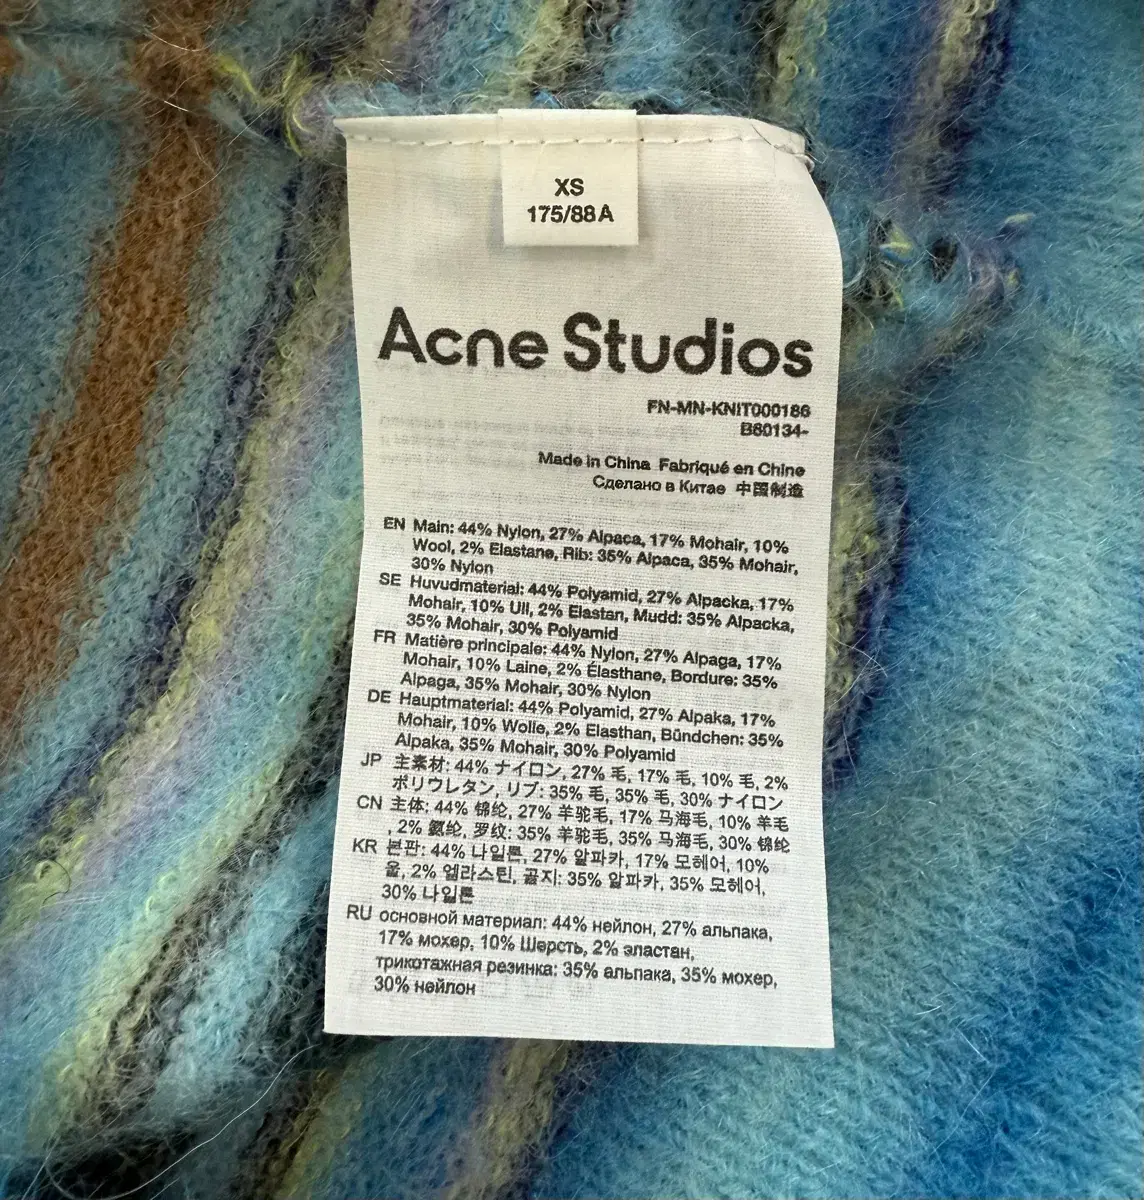 XS
175/88A
Acne Studios
FN-MN-KNIT000186
B60134-
Made in China Fabriqué en Chine
Сделано в Китае 中国制造
EN Main: 44% Nylon, 27% Alpaca, 17% Mohair, 10%
Wool, 2% Elastane, Rib: 35% Alpaca, 35% Mohair,
30% Nylon
SE Huvudmaterial: 44% Polyamid, 27% Alpacka, 17%
Mohair, 10% Ull, 2% Elastan, Mudd: 35% Alpacka,
35% Mohair, 30% Polyamid
FR Matière principale: 44% Nylon, 27% Alpaga, 17%
Mohair, 10% Laine, 2% Élasthane, Bordure: 35%
Alpaga, 35% Mohair, 30% Nylon
DE Hauptmaterial: 44% Polyamid, 27% Alpaka, 17%
Mohair, 10% Wolle, 2% Elasthan, Bündchen: 35%
Alpaka, 35% Mohair, 30% Polyamid
JP 主素材: 44% ナイロン, 27% 毛, 17% 毛, 10% 毛, 2%
ポリウレタン, リブ: 35% 毛, 35% 毛, 30% ナイロン
CN 主体: 44% 锦纶, 27% 羊驼毛, 17% 马海毛, 10% 羊毛
, 2% 氨纶, 罗纹: 35% 羊驼毛, 35% 马海毛, 30% 锦纶
KR 본판: 44% 나일론, 27% 알파카, 17% 모헤어, 10%
울, 2% 엘라스틴, 골지: 35% 알파카, 35% 모헤어,
30% 나일론
RU основной материал: 44% нейлон, 27% альпака,
17% мохер, 10% Шерсть, 2% эластан,
трикотажная резинка: 35% альпака, 35% мохер,
30% нейлон